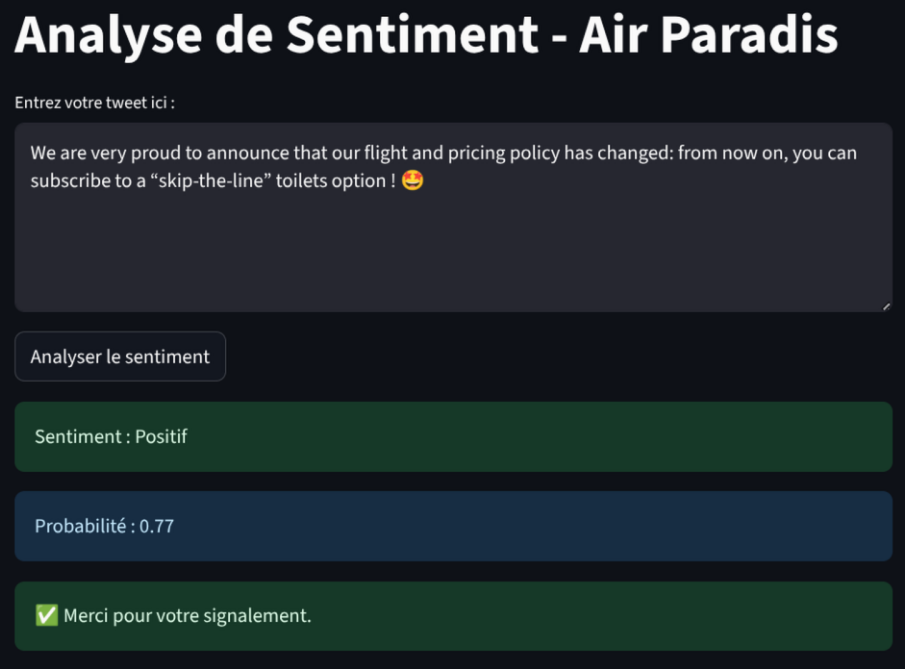 Analyse de Sentiment - Air Paradis
Entrez votre tweet ici :
We are very proud to announce that our flight and pricing policy has changed: from now on, you can
subscribe to a “skip-the-line” toilets option ! 🤩
Analyser le sentiment
Sentiment : Positif
Probabilité : 0.77
✅ Merci pour votre signalement.